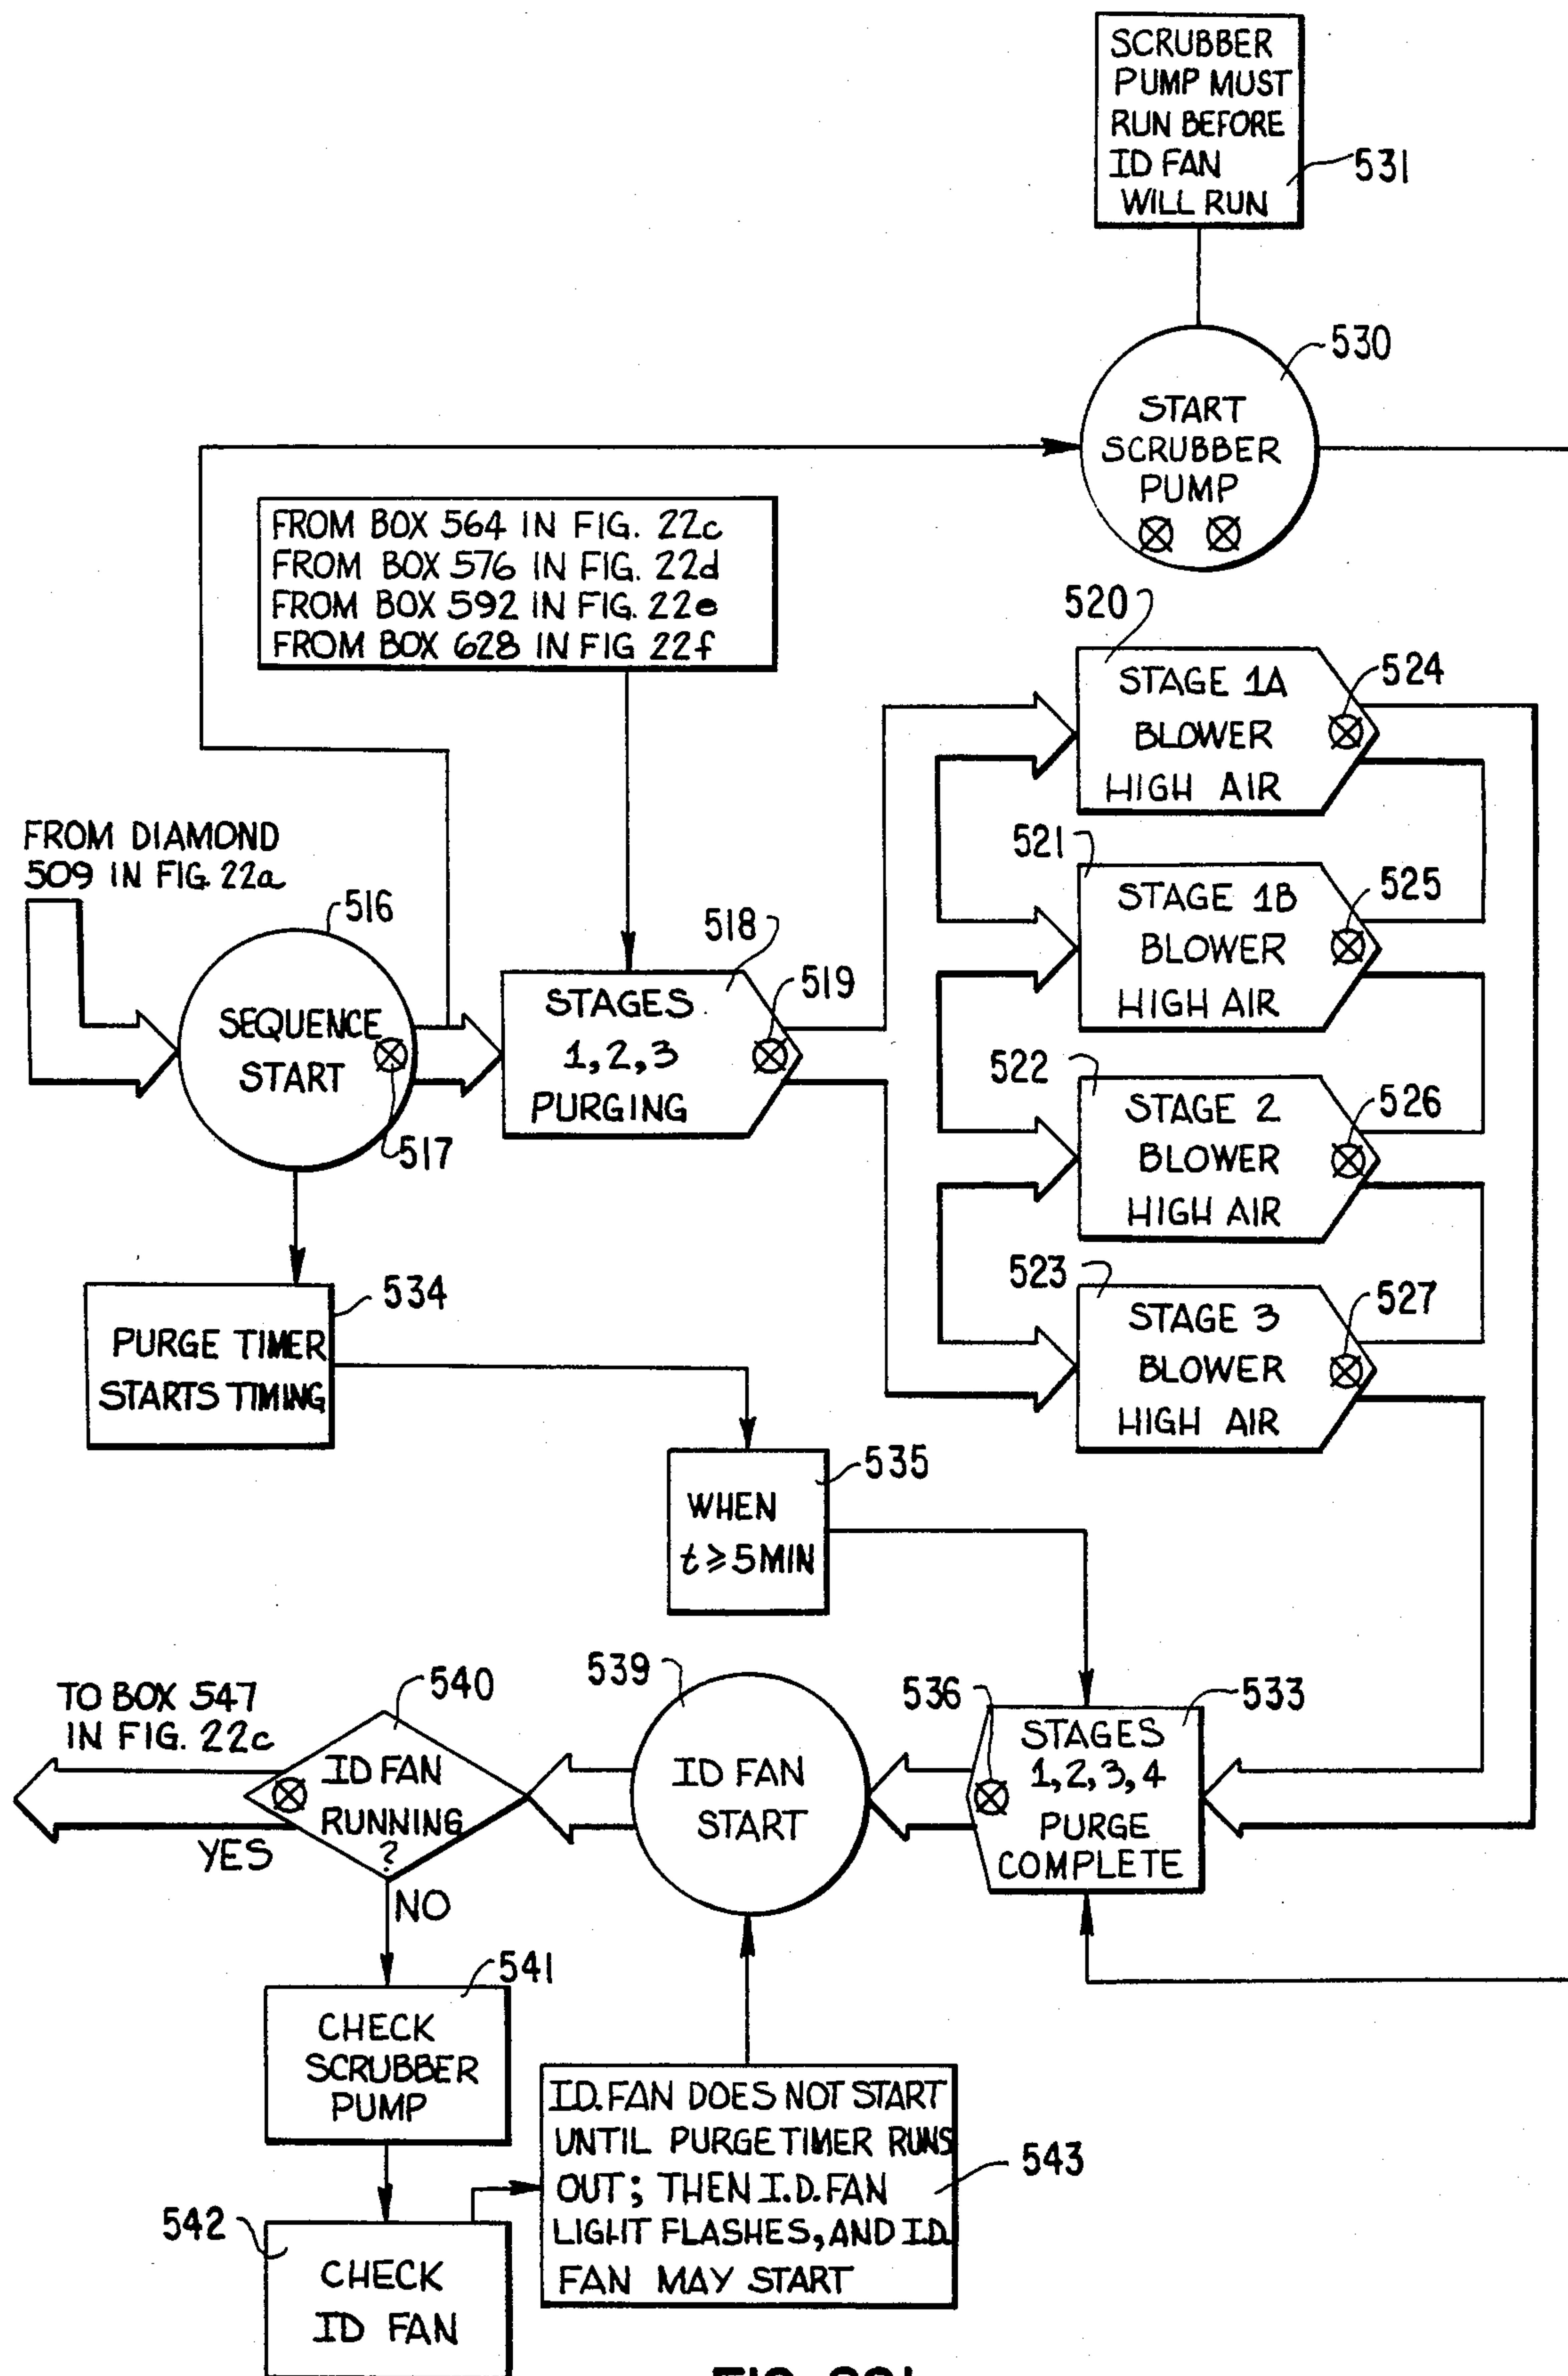 SCRUBBER
PUMP MUST
RUN BEFORE
ID FAN
WILL RUN
531
530
START
SCRUBBER
PUMP
FROM BOX 564 IN FIG. 22c
FROM BOX 576 IN FIG. 22d
FROM BOX 592 IN FIG. 22e
FROM BOX 628 IN FIG 22f
520
STAGE 1A
BLOWER
HIGH AIR
524
FROM DIAMOND
509 IN FIG. 22a
516
SEQUENCE
START
517
518
STAGES
1,2,3
PURGING
519
521
STAGE 1B
BLOWER
HIGH AIR
525
522
STAGE 2
BLOWER
HIGH AIR
526
523
STAGE 3
BLOWER
HIGH AIR
527
534
PURGE TIMER
STARTS TIMING
535
WHEN
t ≥ 5 MIN
TO BOX 547
IN FIG. 22c
540
ID FAN
RUNNING
?
YES
NO
539
ID FAN
START
536
533
STAGES
1,2,3,4
PURGE
COMPLETE
541
CHECK
SCRUBBER
PUMP
542
CHECK
ID FAN
I.D. FAN DOES NOT START
UNTIL PURGE TIMER RUNS
OUT; THEN I.D. FAN
LIGHT FLASHES, AND I.D.
FAN MAY START
543